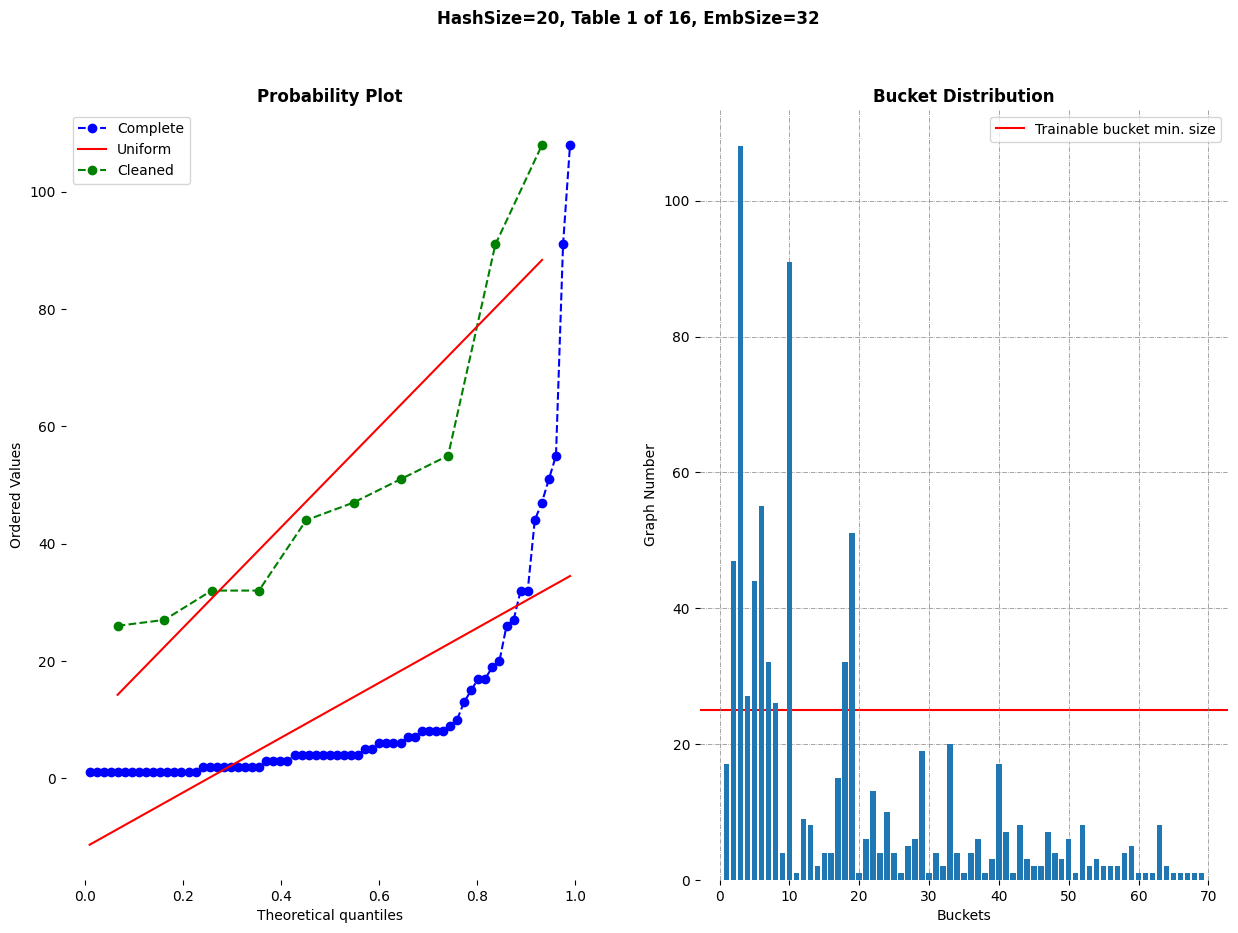 HashSize=20, Table 1 of 16, EmbSize=32
Probability Plot
Complete
Uniform
Cleaned
100
80
60
40
20
0
Ordered Values
0.0 0.2 0.4 0.6 0.8 1.0
Theoretical quantiles
Bucket Distribution
Trainable bucket min. size
100
80
60
40
20
0
Graph Number
0 10 20 30 40 50 60 70
Buckets